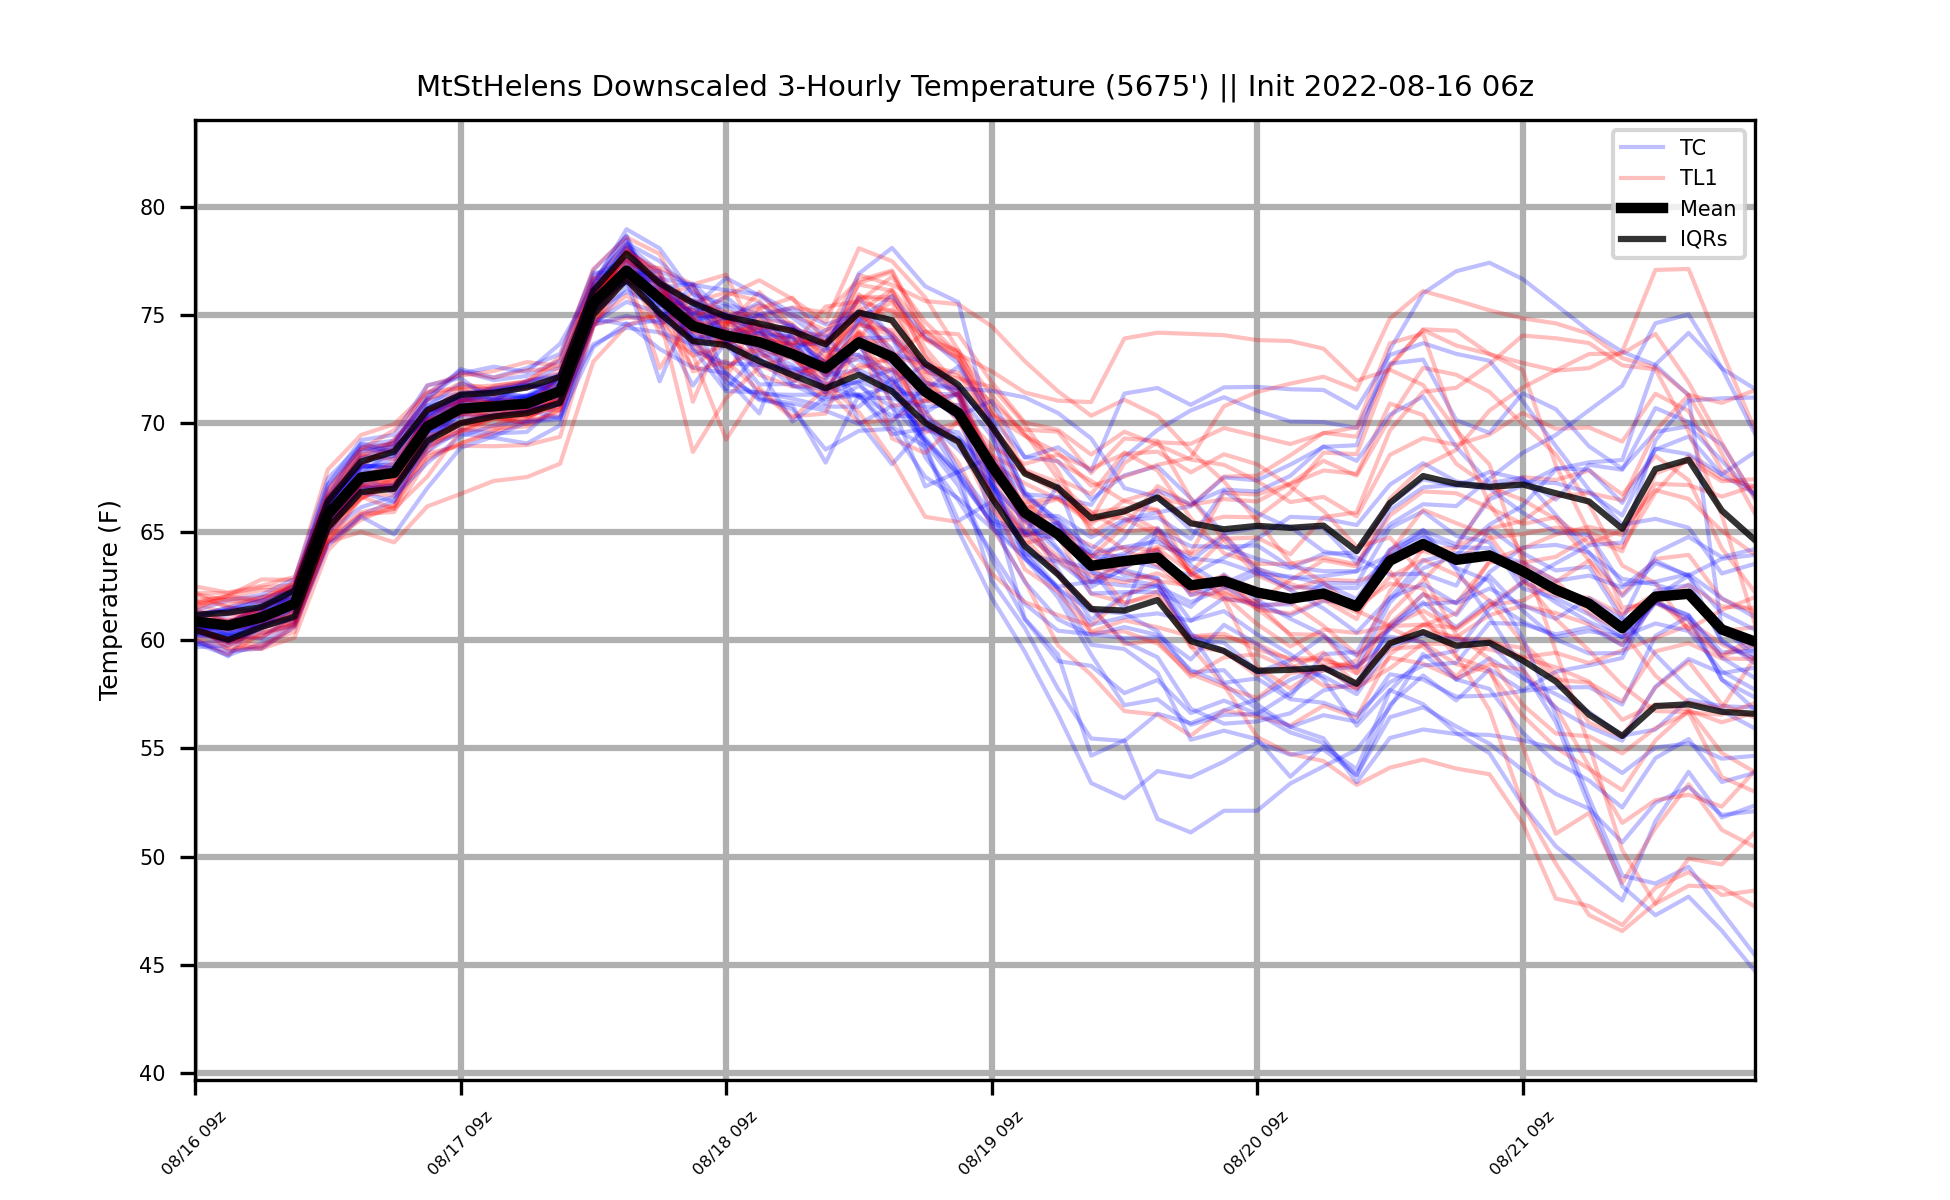 MtStHelens Downscaled 3-Hourly Temperature (5675') || Init 2022-08-16 06z
TC
TL1
Mean
IQRs
Temperature (F)
80
75
70
65
60
55
50
45
40
08/16 09z
08/17 09z
08/18 09z
08/19 09z
08/20 09z
08/21 09z